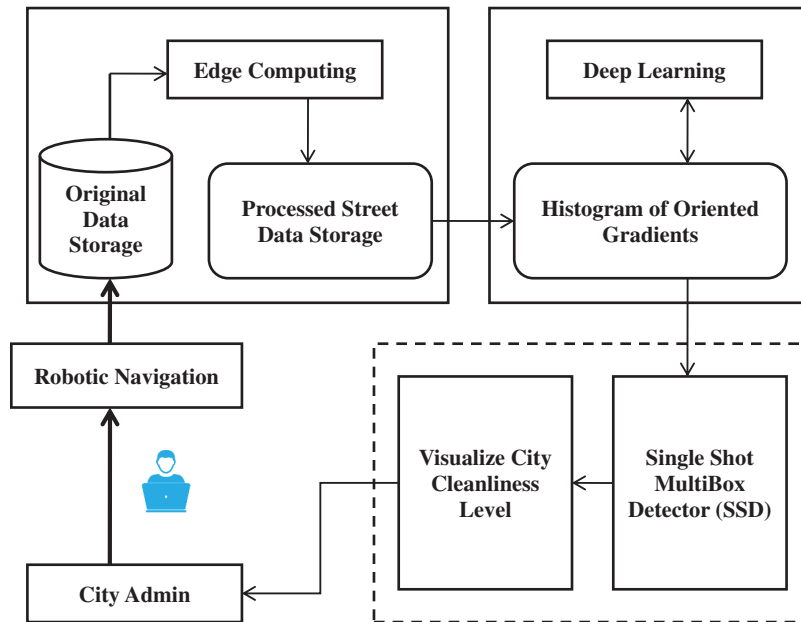 Edge Computing
Deep Learning
Original
Data
Storage
Processed Street
Data Storage
Histogram of Oriented
Gradients
Robotic Navigation
Visualize City
Cleanliness
Level
Single Shot
MultiBox
Detector (SSD)
City Admin